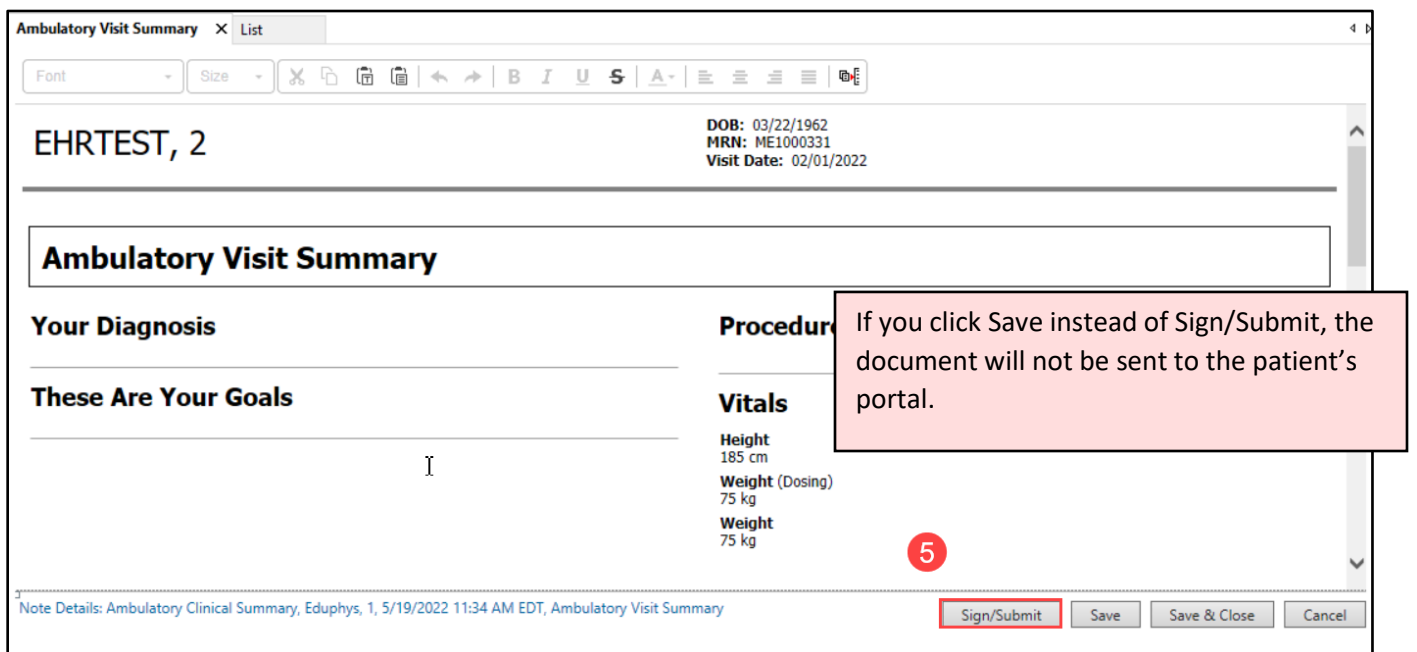 Ambulatory Visit Summary X List
Font Size B I U S A
EHRTEST, 2
DOB: 03/22/1962
MRN: ME1000331
Visit Date: 02/01/2022
Ambulatory Visit Summary
Your Diagnosis
These Are Your Goals
Procedur
Vitals
Height
185 cm
Weight (Dosing)
75 kg
Weight
75 kg
If you click Save instead of Sign/Submit, the
document will not be sent to the patient’s
portal.
5
Note Details: Ambulatory Clinical Summary, Eduphys, 1, 5/19/2022 11:34 AM EDT, Ambulatory Visit Summary
Sign/Submit Save Save & Close Cancel